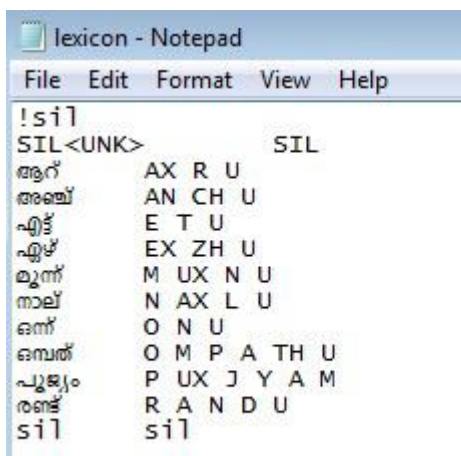 lexicon - Notepad
File Edit Format View Help
!sil
SIL<UNK> SIL
ആറ് AX R U
അഞ്ച് AN CH U
എട്ട് E T U
ഏഴ് EX ZH U
മൂന്ന് M UX N U
നാല് N AX L U
ഒന്ന് O N U
ഒമ്പത് O M P A TH U
പൂജ്യം P UX J Y A M
രണ്ട് R A N D U
sil sil